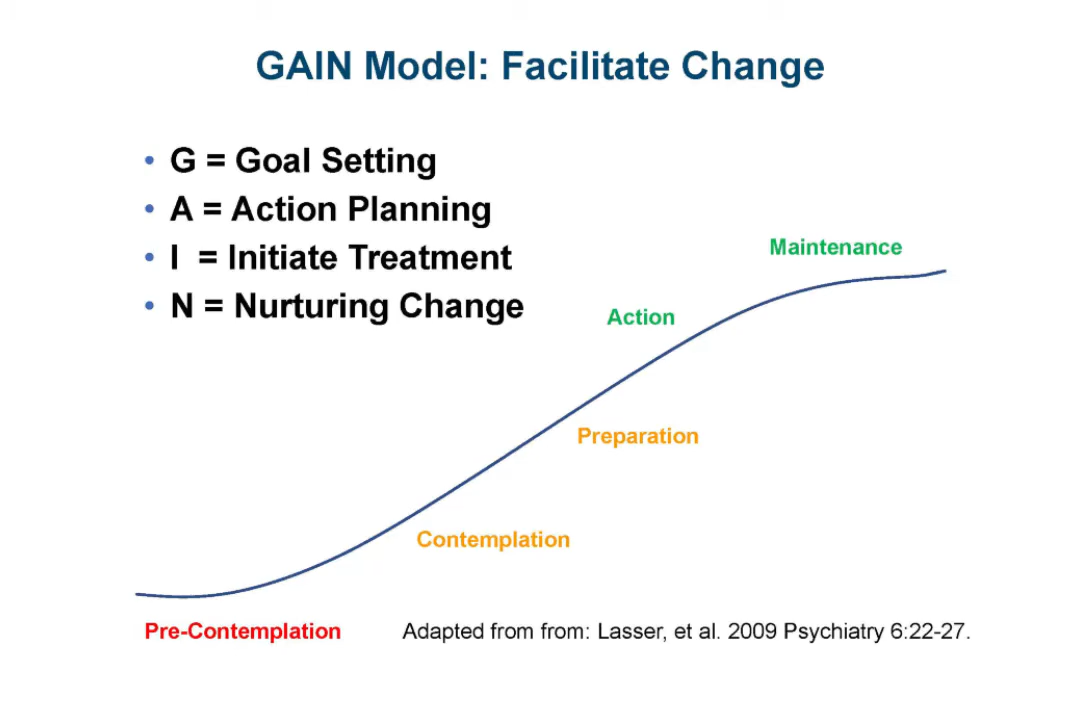 GAIN Model: Facilitate Change
• G = Goal Setting
• A = Action Planning
• I = Initiate Treatment
• N = Nurturing Change
Maintenance
Action
Preparation
Contemplation
Pre-Contemplation
Adapted from from: Lasser, et al. 2009 Psychiatry 6:22-27.